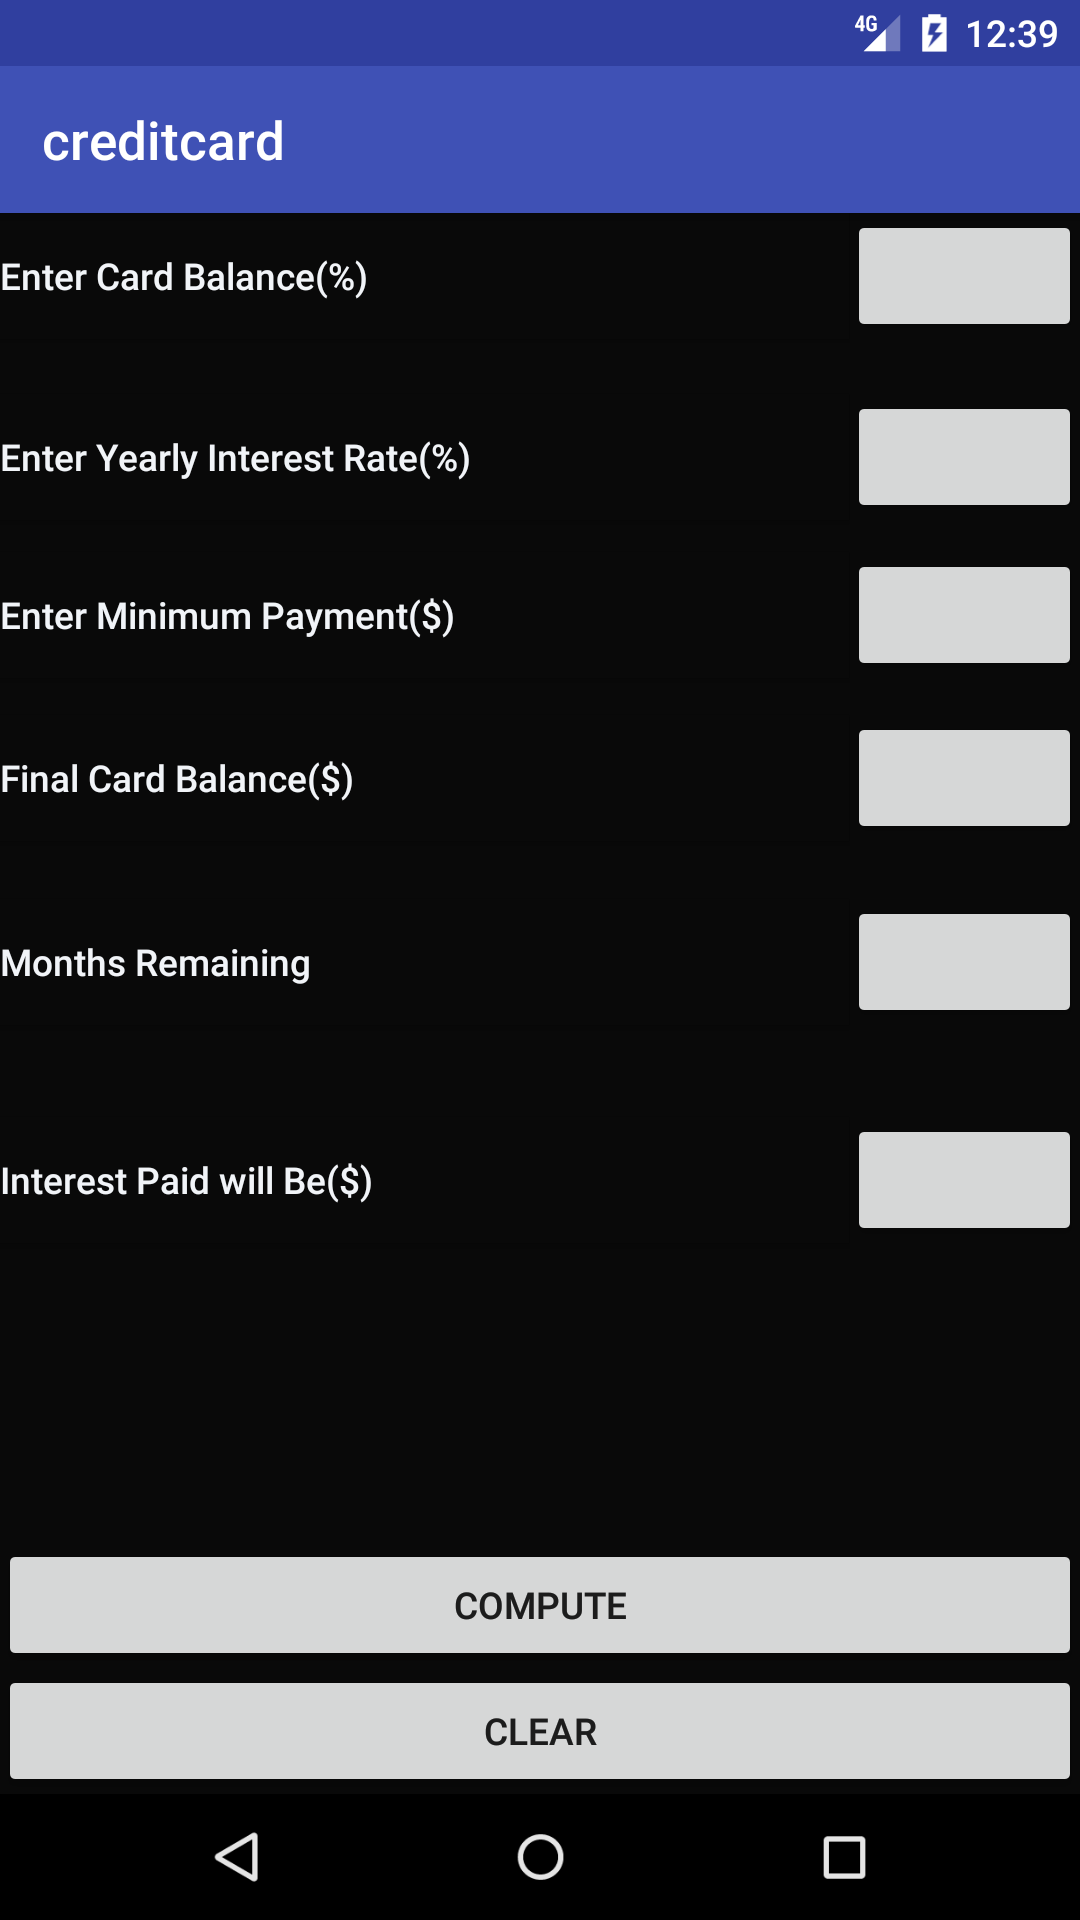 4G 12:39
creditcard
Enter Card Balance(%)
Enter Yearly Interest Rate(%)
Enter Minimum Payment($)
Final Card Balance($)
Months Remaining
Interest Paid will Be($)
COMPUTE
CLEAR